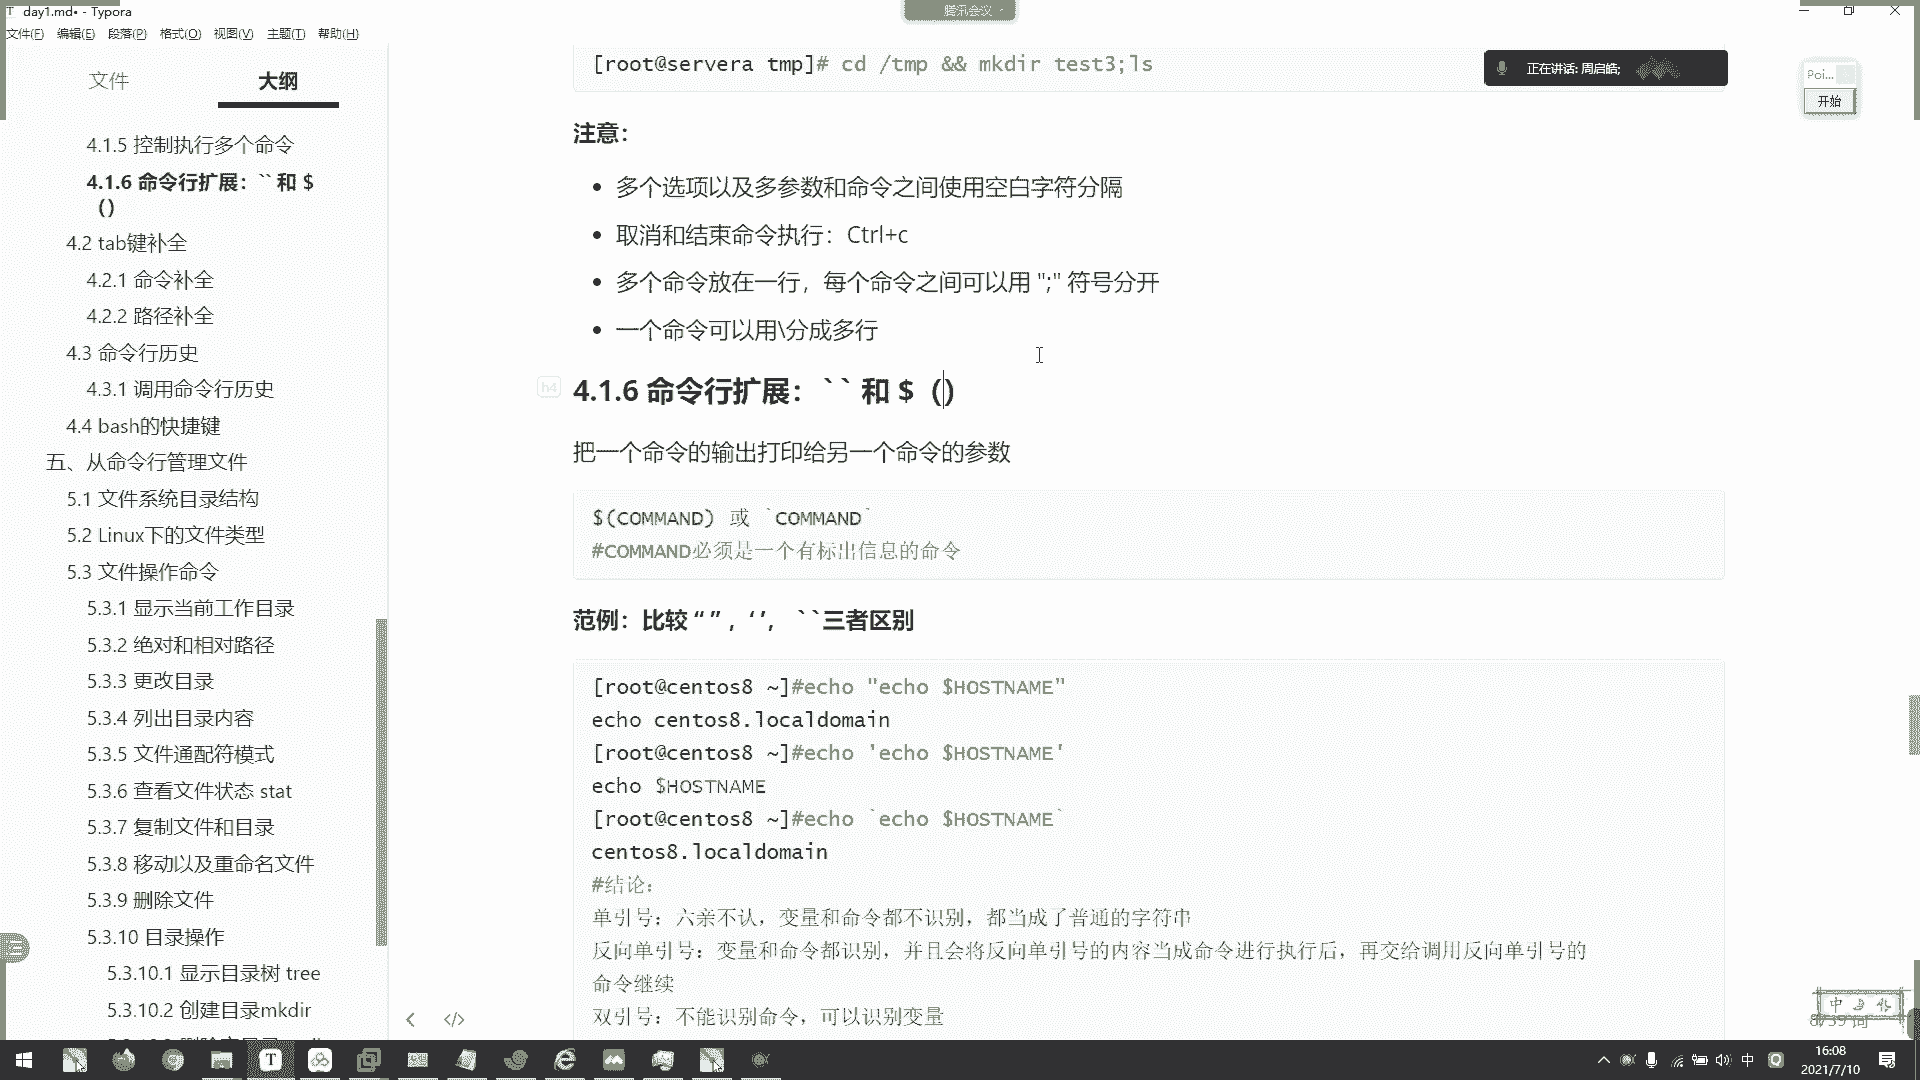 day1.md• - Typora
腾讯会议
文件(F) 编辑(E) 段落(P) 格式(O) 视图(V) 主题(T) 帮助(H)
文件 大纲
4.1.5 控制执行多个命令
4.1.6 命令行扩展：`` 和 $
()
4.2 tab键补全
4.2.1 命令补全
4.2.2 路径补全
4.3 命令行历史
4.3.1 调用命令行历史
4.4 bash的快捷键
五、从命令行管理文件
5.1 文件系统目录结构
5.2 Linux下的文件类型
5.3 文件操作命令
5.3.1 显示当前工作目录
5.3.2 绝对和相对路径
5.3.3 更改目录
5.3.4 列出目录内容
5.3.5 文件通配符模式
5.3.6 查看文件状态 stat
5.3.7 复制文件和目录
5.3.8 移动以及重命名文件
5.3.9 删除文件
5.3.10 目录操作
5.3.10.1 显示目录树 tree
5.3.10.2 创建目录mkdir
[root@servera tmp]# cd /tmp && mkdir test3;ls
正在讲话: 周启皓;
Poi...
开始
注意：
多个选项以及多参数和命令之间使用空白字符分隔
取消和结束命令执行：Ctrl+c
多个命令放在一行，每个命令之间可以用 ";" 符号分开
一个命令可以用\分成多行
h4
4.1.6 命令行扩展：`` 和 $（)
把一个命令的输出打印给另一个命令的参数
$(COMMAND) 或 `COMMAND`
#COMMAND必须是一个有标出信息的命令
范例：比较 “ ” ，‘ ’， ``三者区别
[root@centos8 ~]#echo "echo $HOSTNAME"
echo centos8.localdomain
[root@centos8 ~]#echo 'echo $HOSTNAME'
echo $HOSTNAME
[root@centos8 ~]#echo `echo $HOSTNAME`
centos8.localdomain
#结论：
单引号：六亲不认，变量和命令都不识别，都当成了普通的字符串
反向单引号：变量和命令都识别，并且会将反向单引号的内容当成命令进行执行后，再交给调用反向单引号的
命令继续
双引号：不能识别命令，可以识别变量
中
16:08
2021/7/10